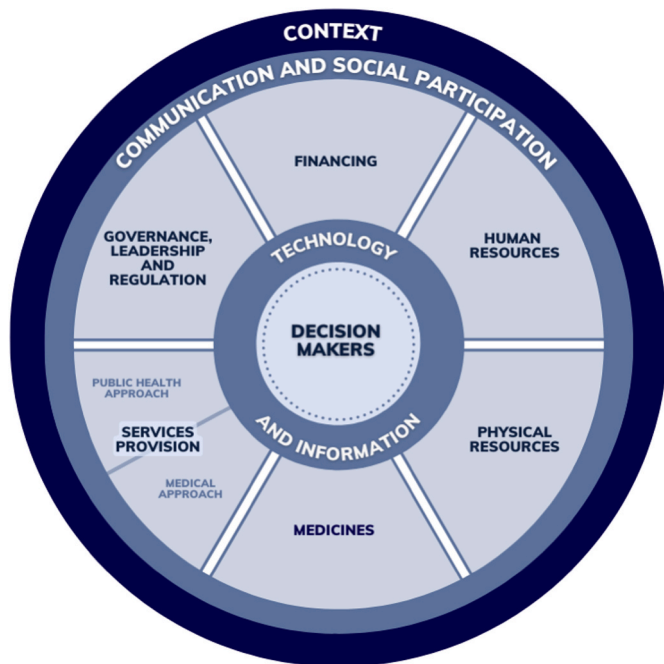 CONTEXT
COMMUNICATION AND SOCIAL PARTICIPATION
FINANCING
GOVERNANCE,
LEADERSHIP
AND
REGULATION
HUMAN
RESOURCES
TECHNOLOGY
DECISION
MAKERS
AND INFORMATION
PUBLIC HEALTH
APPROACH
SERVICES
PROVISION
MEDICAL
APPROACH
PHYSICAL
RESOURCES
MEDICINES